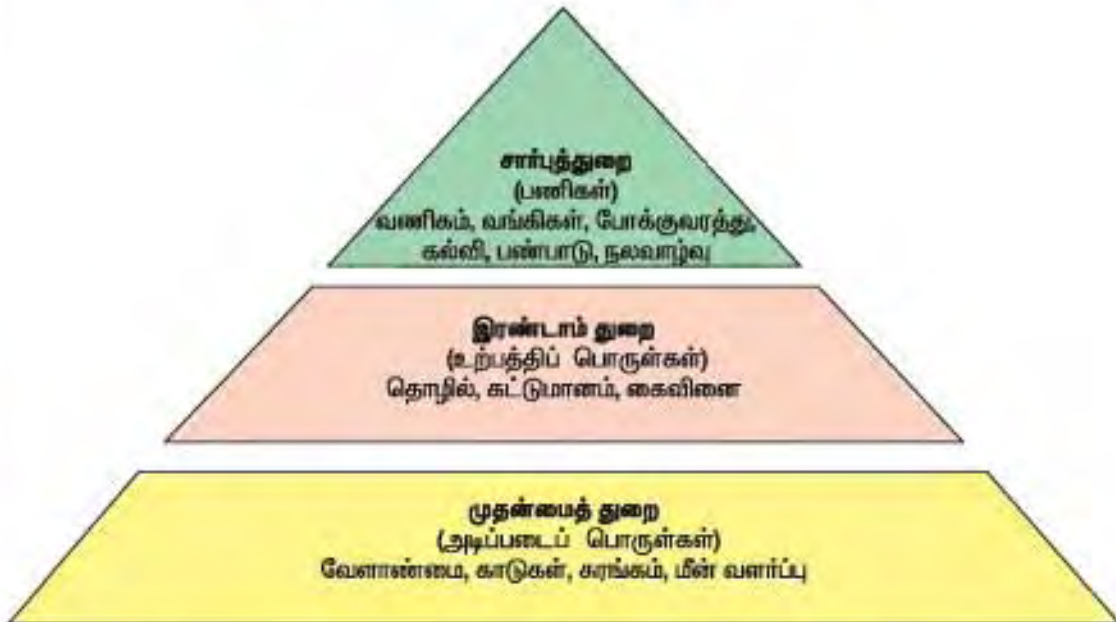 சார்புத்துறை
(பணிகள்)
வணிகம், வங்கிகள், போக்குவரத்து,
கல்வி, பண்பாடு, நலவாழ்வு
இரண்டாம் துறை
(உற்பத்திப் பொருள்கள்)
தொழில், கட்டுமானம், கைவினை
முதன்மைத் துறை
(அடிப்படைப் பொருள்கள்)
வேளாண்மை, காடுகள், சுரங்கம், மீன் வளர்ப்பு